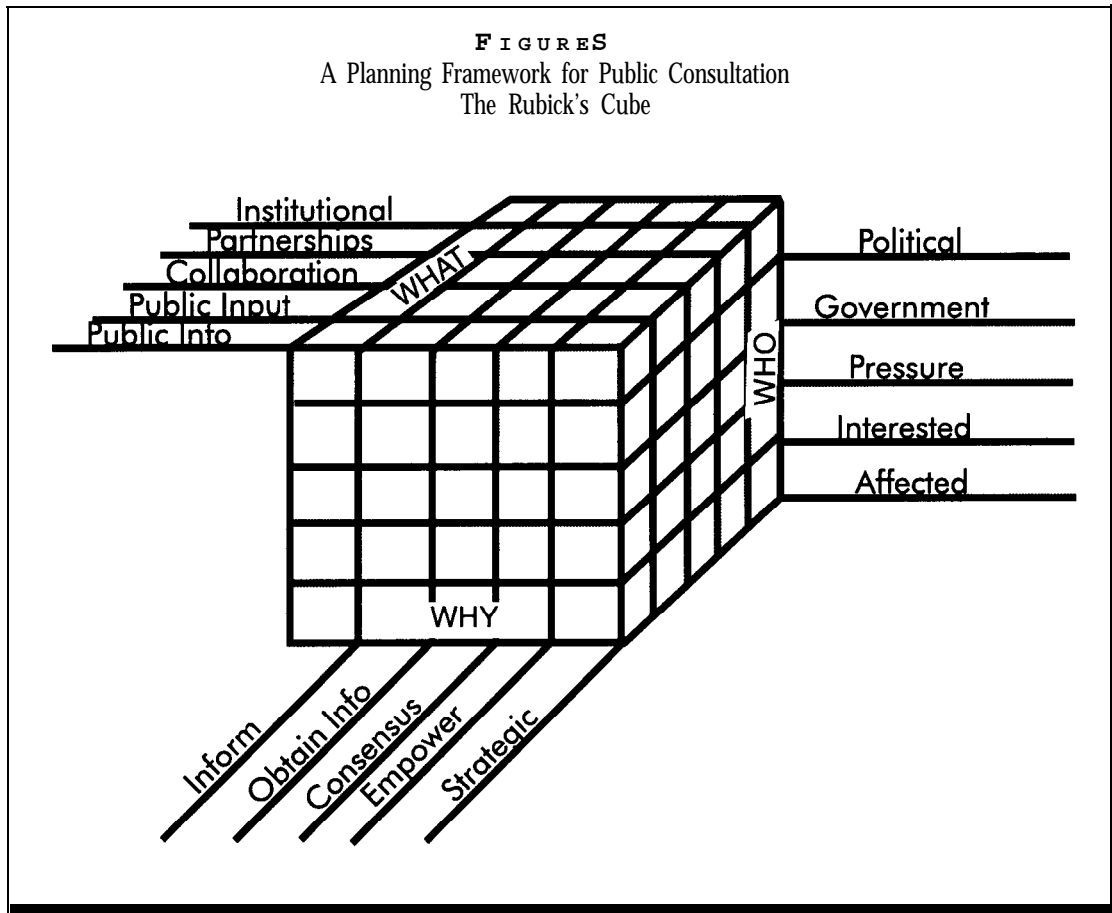 FIGURES
A Planning Framework for Public Consultation
The Rubick's Cube
Institutional
Partnerships
Collaboration
Public Input
Public Info
WHAT
Political
Government
Pressure
Interested
Affected
WHO
WHY
Inform
Obtain Info
Consensus
Empower
Strategic